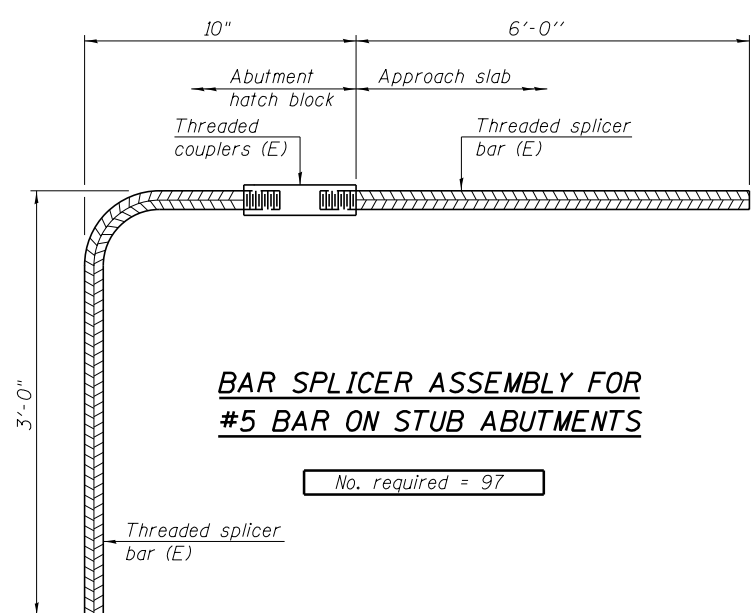 10"
6'-0''
Abutment
hatch block
Approach slab
Threaded
couplers (E)
Threaded splicer
bar (E)
3'-0"
BAR SPLICER ASSEMBLY FOR
#5 BAR ON STUB ABUTMENTS
No. required = 97
Threaded splicer
bar (E)